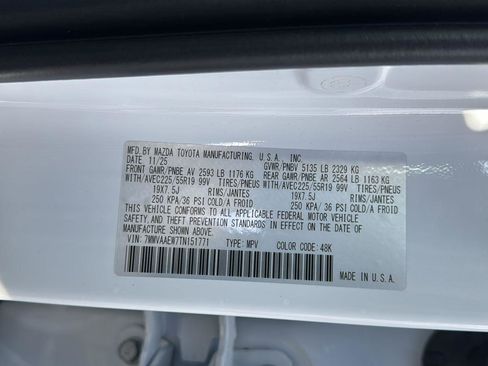 MFD. BY MAZDA TOYOTA MANUFACTURING, U.S.A., INC.
DATE: 11/25 GVWR/PNBV 5135 LB 2329 KG
FRONT GAWR/PNBE AV 2593 LB 1176 KG REAR GAWR/PNBE AR 2564 LB 1163 KG
WITH/AVEC225/55R19 99V TIRES/PNEUS WITH/AVEC225/55R19 99V TIRES/PNEUS
19X7.5J RIMS/JANTES 19X7.5J RIMS/JANTES
250 KPA/36 PSI COLD/A FROID 250 KPA/36 PSI COLD/A FROID
THIS VEHICLE CONFORMS TO ALL APPLICABLE FEDERAL MOTOR VEHICLE
SAFETY STANDARDS IN EFFECT ON THE DATE OF
MANUFACTURE SHOWN ABOVE.
VIN: 7MMVAAEW7TN151771 TYPE: MPV COLOR CODE: 48K
MADE IN U.S.A.